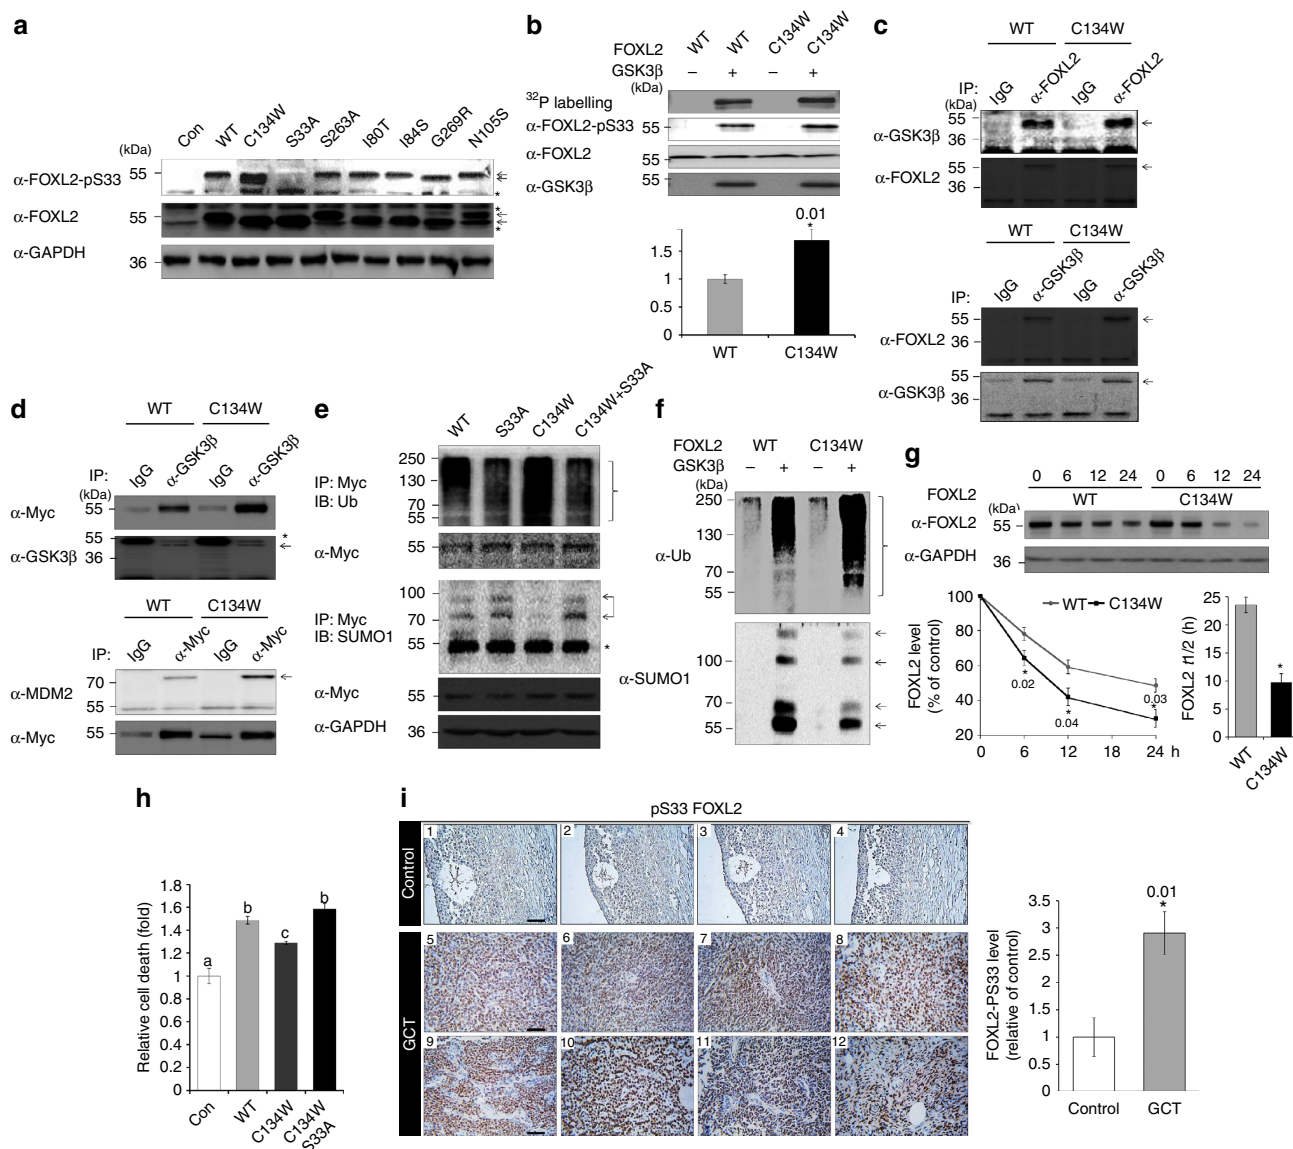 a
Con WT C134W S33A S263A I80T I84S G269R N105S
(kDa)
α-FOXL2-pS33 55
*
α-FOXL2 55
*
*
α-GAPDH 36
b
FOXL2 WT WT C134W C134W
GSK3β – + – +
(kDa)
32P labelling
α-FOXL2-pS33 55
α-FOXL2 55
α-GSK3β 55
0.01
*
1.5
1
0.5
0
WT C134W
c
WT C134W
IP: IgG α-FOXL2 IgG α-FOXL2
(kDa)
α-GSK3β 55
36
α-FOXL2 55
36
WT C134W
IP: IgG α-GSK3β IgG α-GSK3β
55
α-FOXL2 36
55
α-GSK3β 36
d
WT C134W
IP: IgG α-GSK3β IgG α-GSK3β
(kDa)
α-Myc 55
55 *
α-GSK3β 36
WT C134W
IP: IgG α-Myc IgG α-Myc
α-MDM2 70
55
α-Myc 55
e
WT S33A C134W C134W+S33A
250
IP: Myc 130
IB: Ub 70
55
α-Myc 55
100
IP: Myc 70
IB: SUMO1 55 *
α-Myc 55
α-GAPDH 36
f
FOXL2 WT C134W
GSK3β – + – +
(kDa)
250
130
α-Ub
70
55
100
α-SUMO1
70
55
g
0 6 12 24 0 6 12 24
FOXL2 WT C134W
(kDa)
α-FOXL2 55
α-GAPDH 36
WT C134W
FOXL2 level
(% of control)
100
80
60
40
20
* 0.02
* 0.04
0.03 *
0 6 12 18 24 h
FOXL2 t1/2 (h)
25
20
15
10
5
0
*
WT C134W
h
Relative cell death (fold)
1.8
1.6
1.4
1.2
1
0.8
0.6
0.4
0.2
0
a b c b
Con WT C134W C134W S33A
i
pS33 FOXL2
Control
1 2 3 4
GCT
5 6 7 8
9 10 11 12
FOXL2-PS33 level
(relative of control)
3.5
3
2.5
2
1.5
1
0.5
0
0.01
*
Control GCT